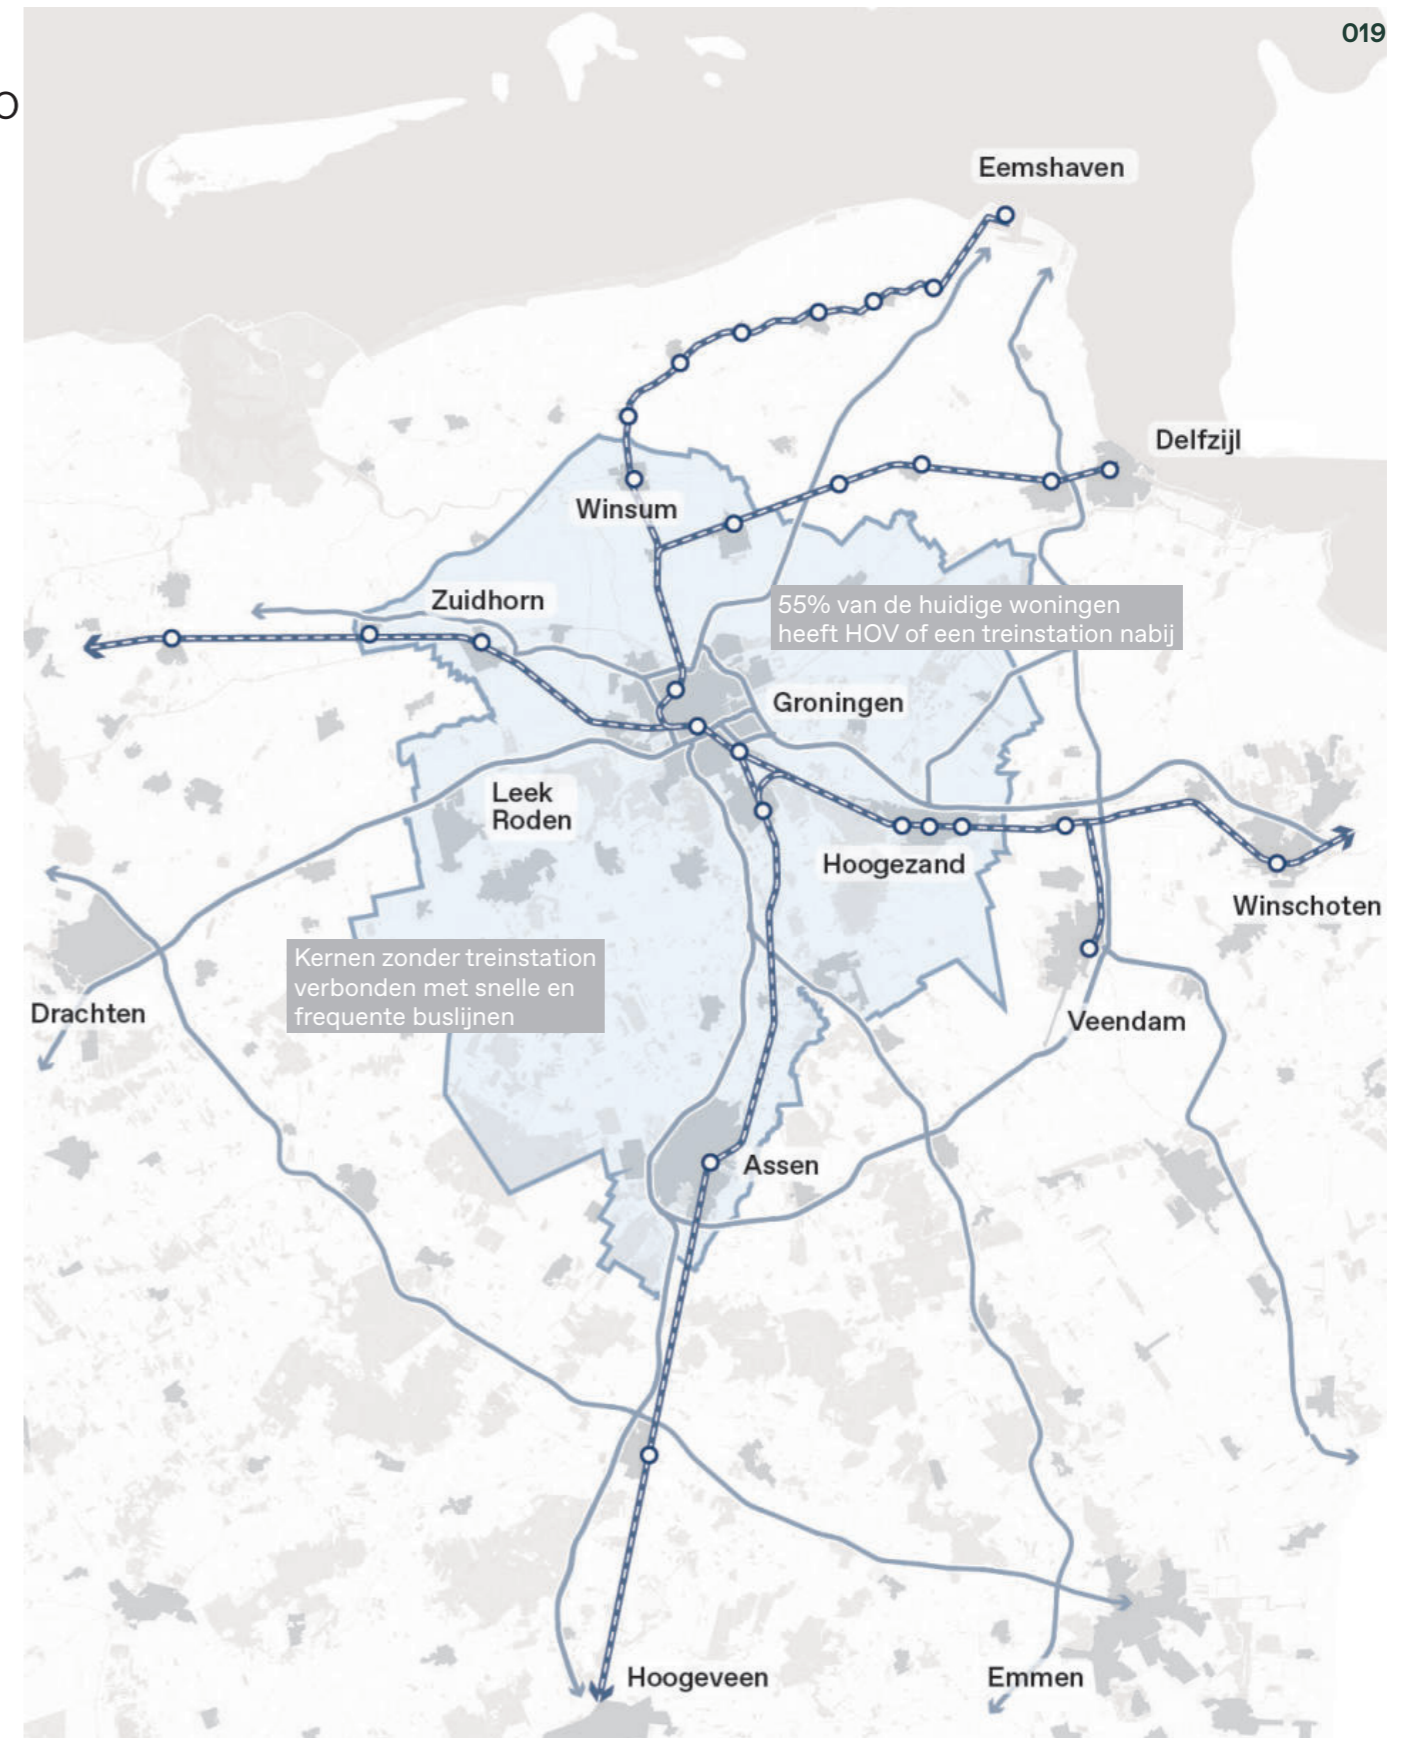 019
O
Eemshaven
Delfzijl
Winsum
55% van de huidige woningen
heeft HOV of een treinstation nabij
Zuidhorn
Groningen
Leek
Roden
Hoogezand
Winschoten
Kernen zonder treinstation
verbonden met snelle en
frequente buslijnen
Drachten
Veendam
Assen
Hoogeveen
Emmen